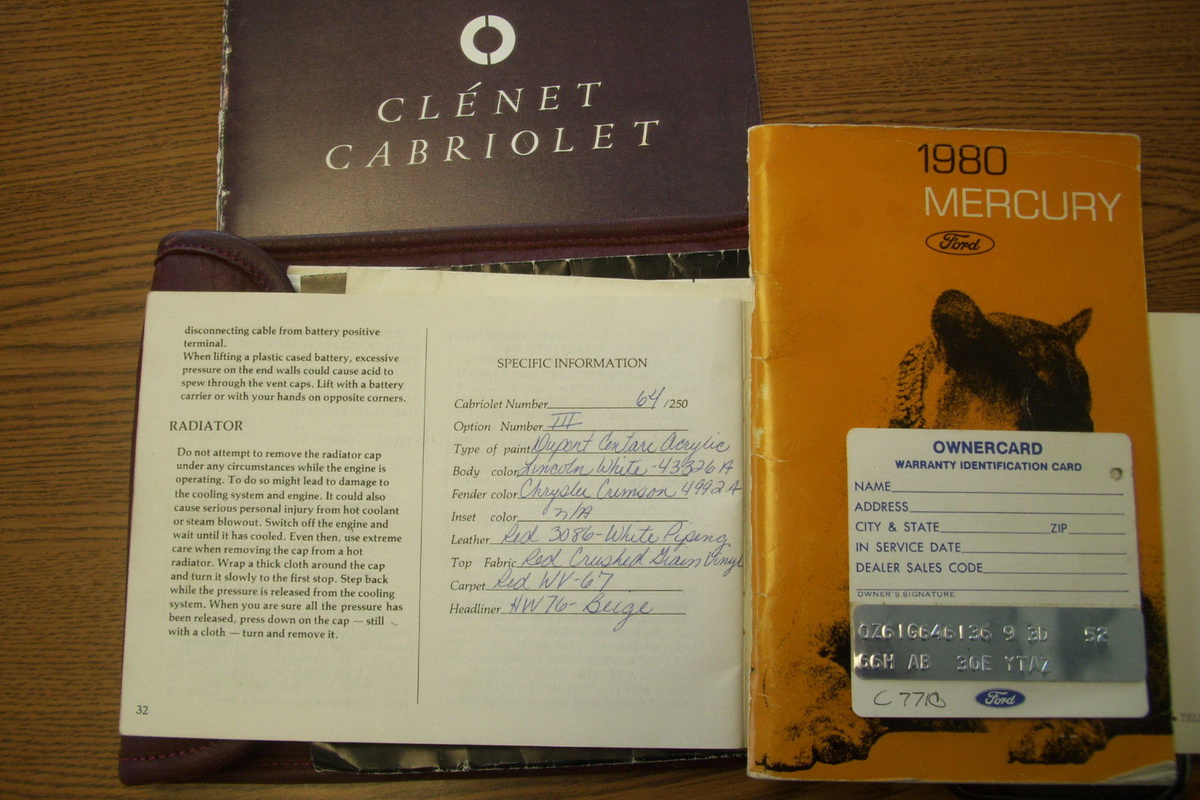 CLÉNET
CABRIOLET
disconnecting cable from battery positive
terminal.
When lifting a plastic cased battery, excessive
pressure on the end walls could cause acid to
spew through the vent caps. Lift with a battery
carrier or with your hands on opposite corners.
RADIATOR
Do not attempt to remove the radiator cap
under any circumstances while the engine is
operating. To do so might lead to damage to
the cooling system and engine. It could also
cause serious personal injury from hot coolant
or steam blowout. Switch off the engine and
wait until it has cooled. Even then, use extreme
care when removing the cap from a hot
radiator. Wrap a thick cloth around the cap
and turn it slowly to the first stop. Step back
while the pressure is released from the cooling
system. When you are sure all the pressure has
been released, press down on the cap — still
with a cloth — turn and remove it.
32
SPECIFIC INFORMATION
Cabriolet Number 64 /250
Option Number III
Type of paint Dupont Centari Acrylic
Body color Lincoln White-43326 A
Fender color Chrysler Crimson 4992 A
Inset color n/A
Leather Red 3086-White Piping
Top Fabric Red Crushed Grain Vinyl
Carpet Red WV-67
Headliner HW76- Beige
1980
MERCURY
Ford
OWNERCARD
WARRANTY IDENTIFICATION CARD
NAME
ADDRESS
CITY & STATE ZIP
IN SERVICE DATE
DEALER SALES CODE
OWNER'S SIGNATURE
0Z61G646136 9 3D 52
66H AB 30E YTAZ
Ford